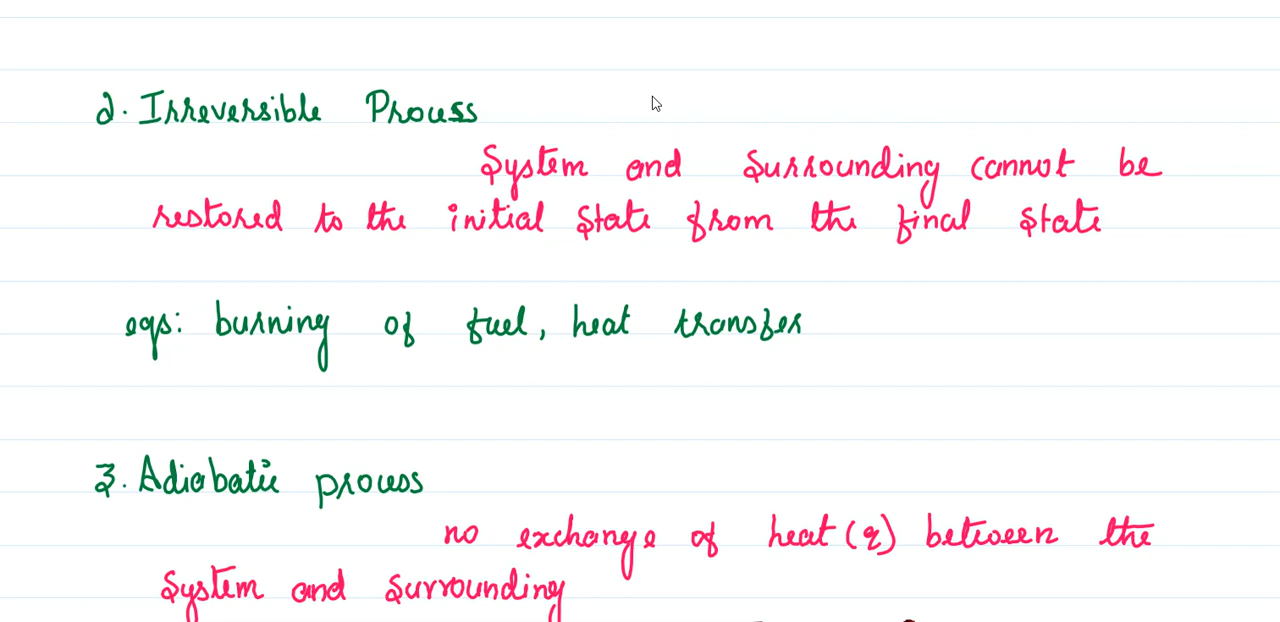 2. Irreversible Process
System and surrounding cannot be
restored to the initial state from the final state
egs: burning of fuel, heat transfer
3. Adiabatic process
no exchange of heat (q) between the
system and surrounding